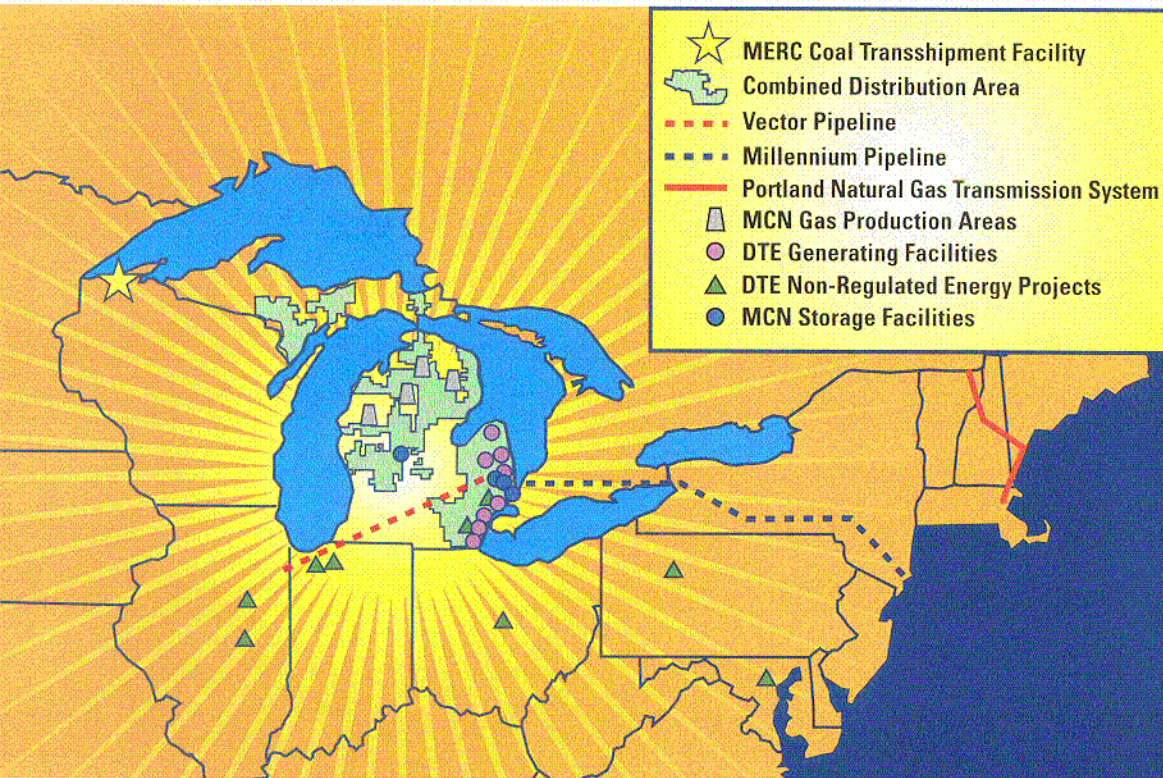 MERC Coal Transshipment Facility
Combined Distribution Area
Vector Pipeline
Millennium Pipeline
Portland Natural Gas Transmission System
MCN Gas Production Areas
DTE Generating Facilities
DTE Non-Regulated Energy Projects
MCN Storage Facilities